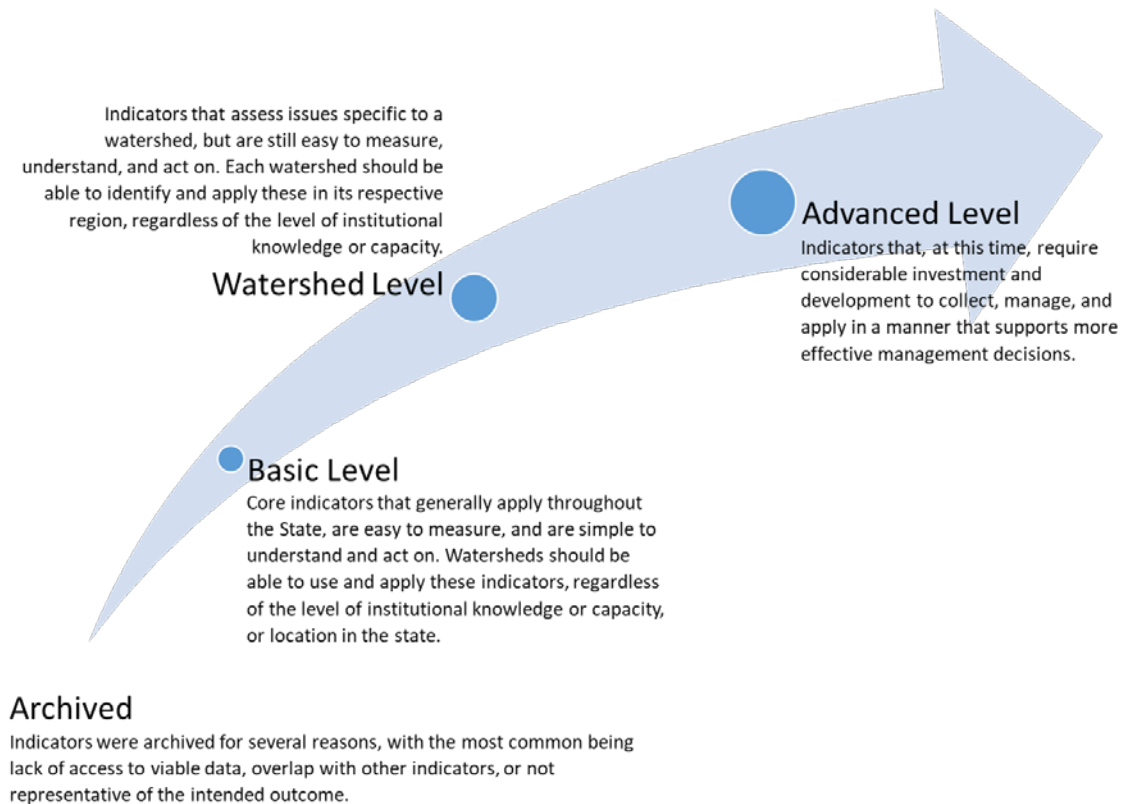 Indicators that assess issues specific to a
watershed, but are still easy to measure,
understand, and act on. Each watershed should be
able to identify and apply these in its respective
region, regardless of the level of institutional
knowledge or capacity.
Watershed Level
Advanced Level
Indicators that, at this time, require
considerable investment and
development to collect, manage, and
apply in a manner that supports more
effective management decisions.
Basic Level
Core indicators that generally apply throughout
the State, are easy to measure, and are simple to
understand and act on. Watersheds should be
able to use and apply these indicators, regardless
of the level of institutional knowledge or capacity,
or location in the state.
Archived
Indicators were archived for several reasons, with the most common being
lack of access to viable data, overlap with other indicators, or not
representative of the intended outcome.